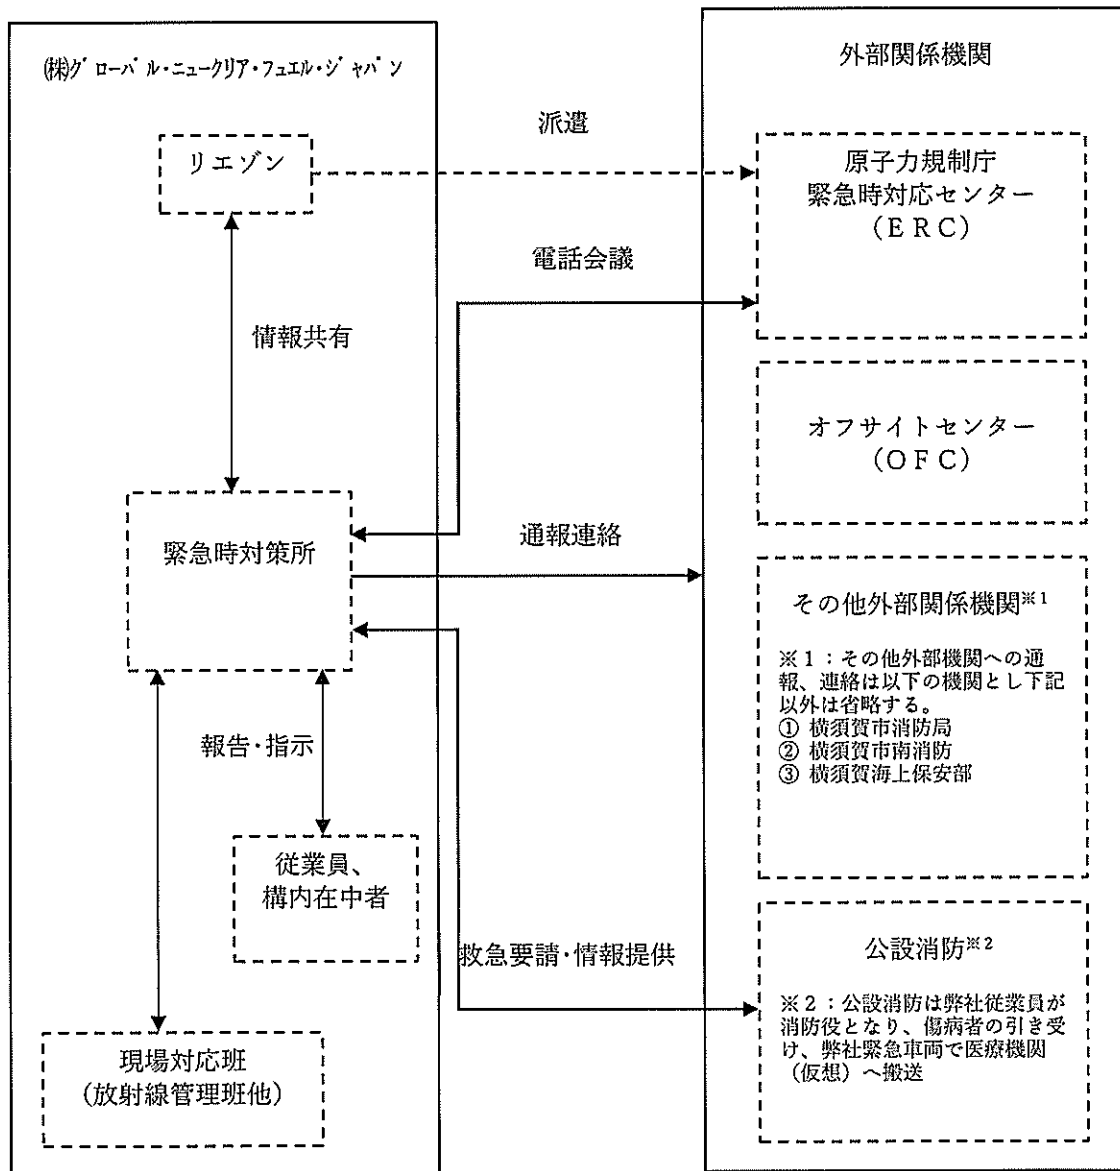 (株)グローバル・ニュークリア・フュエル・ジャパン
リエゾン
情報共有
緊急時対策所
報告・指示
従業員、
構内在中者
現場対応班
(放射線管理班他)
派遣
電話会議
通報連絡
救急要請・情報提供
外部関係機関
原子力規制庁
緊急時対応センター
(ERC)
オフサイトセンター
(OFC)
その他外部関係機関※1
※1:その他外部機関への通
報、連絡は以下の機関とし下記
以外は省略する。
① 横須賀市消防局
② 横須賀市南消防
③ 横須賀海上保安部
公設消防※2
※2:公設消防は弊社従業員が
消防役となり、傷病者の引き受
け、弊社緊急車両で医療機関
(仮想)へ搬送